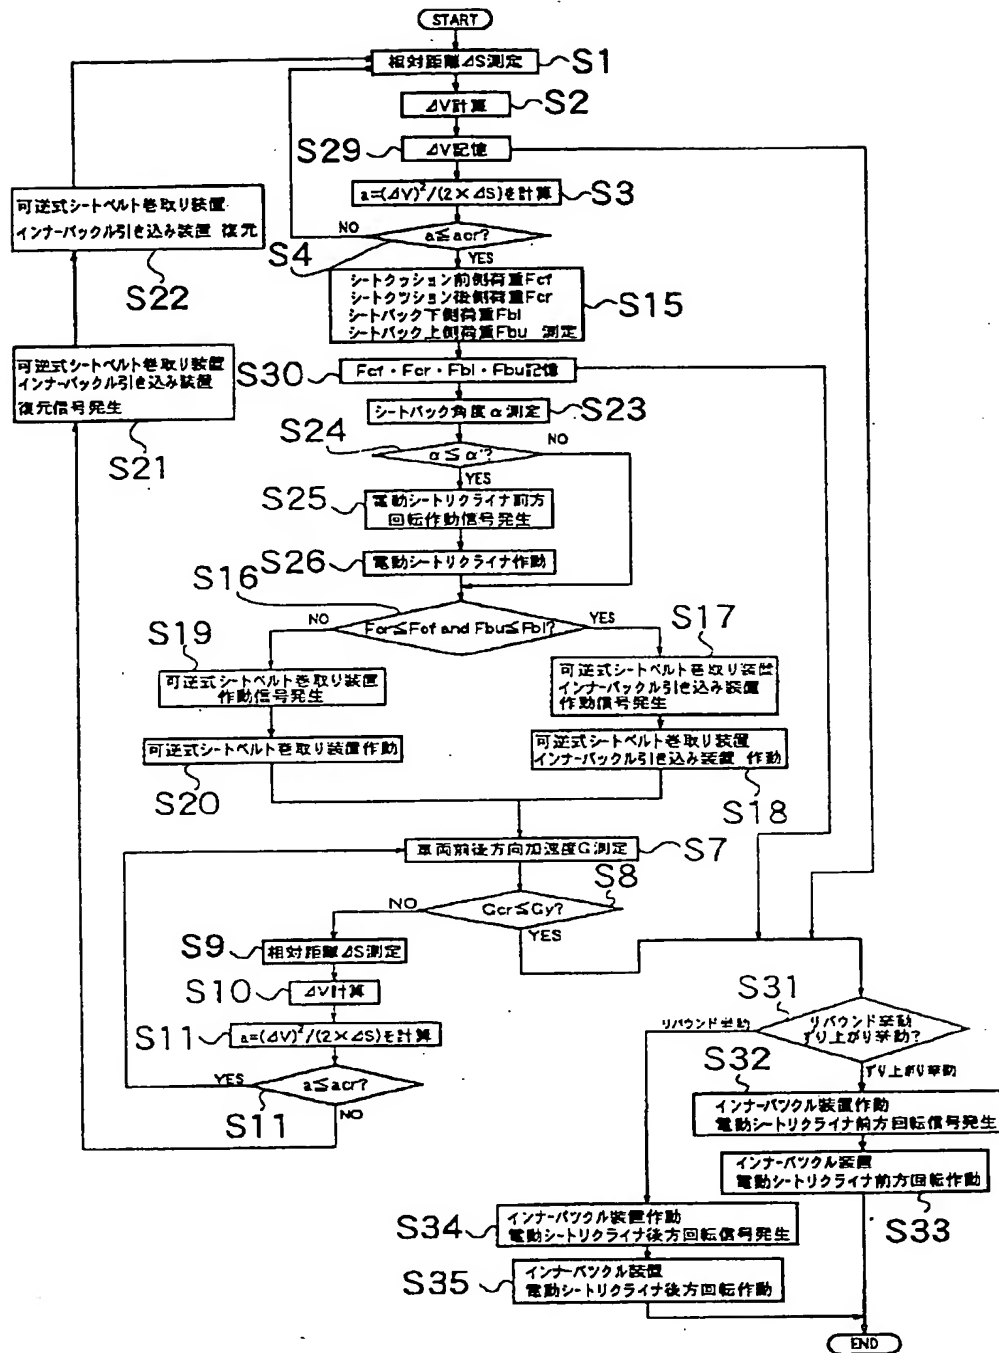 START
相対距離ΔS測定
S1
ΔV計算
S2
S29
ΔV記憶
a=(ΔV)²/(2×ΔS)を計算
S3
NO
a≦acr?
S4
YES
可逆式シートベルト巻取り装置
インナーバックル引き込み装置 復元
S22
シートクッション前側荷重Fcf
シートクツション後側荷重Fcr
シートバック下側荷重Fbl
シートバック上側荷重Fbu 測定
S15
可逆式シートベルト巻取り装置
インナーバックル引き込み装置
復元信号発生
S21
S30
Fcf・Fcr・Fbl・Fbu記憶
シートバック角度α測定
S23
S24
NO
α≦α'?
YES
S25
電動シートリクライナ前方
回転作動信号発生
S26
電動シートリクライナ作動
S16
NO
Fcr≦Fcf and Fbu≦Fbl?
YES
S19
可逆式シートベルト巻取り装置
作動信号発生
S17
可逆式シートベルト巻取り装置
インナーバックル引き込み装置
作動信号発生
可逆式シートベルト巻取り装置作動
S20
可逆式シートベルト巻取り装置
インナーバックル引き込み装置 作動
S18
車両前後方向加速度G測定
S7
S8
NO
Gcr≦Gy?
YES
S9
相対距離ΔS測定
S10
ΔV計算
S11
a=(ΔV)²/(2×ΔS)を計算
YES
a≦acr?
S11
NO
S31
リバウンド挙動
リバウンド挙動
ずり上がり挙動?
ずり上がり挙動
S32
インナーバツクル装置作動
電動シートリクライナ前方回転信号発生
インナーバツクル装置
電動シートリクライナ前方回転作動
S33
S34
インナーバツクル装置作動
電動シートリクライナ後方回転信号発生
S35
インナーバツクル装置
電動シートリクライナ後方回転作動
END